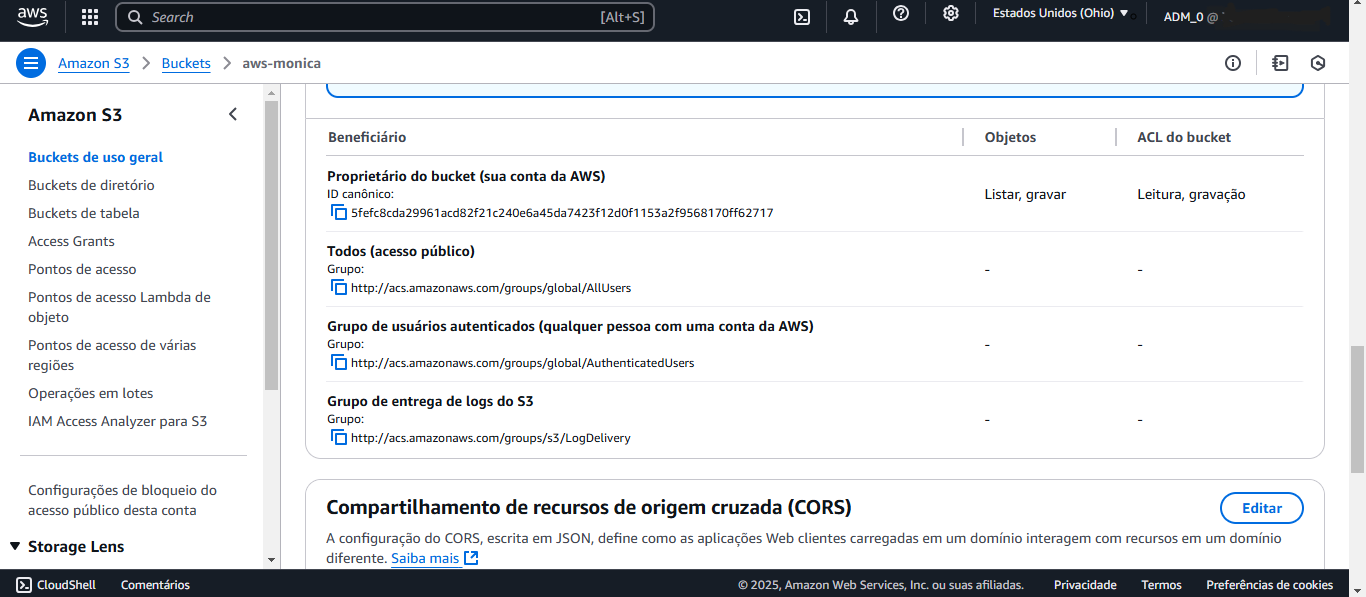 aws
Search
[Alt+S]
Estados Unidos (Ohio)
ADM_0 @
Amazon S3
Buckets
aws-monica
Amazon S3
Buckets de uso geral
Buckets de diretório
Buckets de tabela
Access Grants
Pontos de acesso
Pontos de acesso Lambda de
objeto
Pontos de acesso de várias
regiões
Operações em lotes
IAM Access Analyzer para S3
Configurações de bloqueio do
acesso público desta conta
Storage Lens
Beneficiário
Objetos
ACL do bucket
Proprietário do bucket (sua conta da AWS)
ID canônico:
5fefc8cda29961acd82f21c240e6a45da7423f12d0f1153a2f9568170ff62717
Listar, gravar
Leitura, gravação
Todos (acesso público)
Grupo:
http://acs.amazonaws.com/groups/global/AllUsers
-
-
Grupo de usuários autenticados (qualquer pessoa com uma conta da AWS)
Grupo:
http://acs.amazonaws.com/groups/global/AuthenticatedUsers
-
-
Grupo de entrega de logs do S3
Grupo:
http://acs.amazonaws.com/groups/s3/LogDelivery
-
-
Compartilhamento de recursos de origem cruzada (CORS)
Editar
A configuração do CORS, escrita em JSON, define como as aplicações Web clientes carregadas em um domínio interagem com recursos em um domínio
diferente. Saiba mais
CloudShell
Comentários
© 2025, Amazon Web Services, Inc. ou suas afiliadas.
Privacidade
Termos
Preferências de cookies